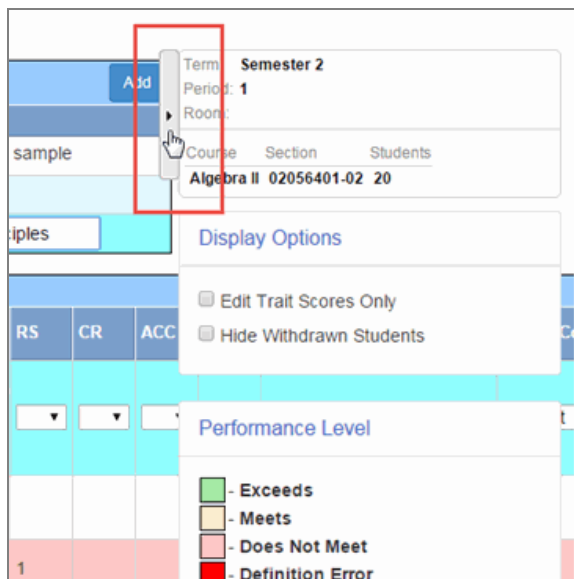 Add
Term: Semester 2
Period: 1
Room:
sample
Course Section Students
Algebra II 02056401-02 20
ciples
Display Options
Edit Trait Scores Only
Hide Withdrawn Students
RS CR ACC
Performance Level
- Exceeds
- Meets
- Does Not Meet
1
- Definition Error